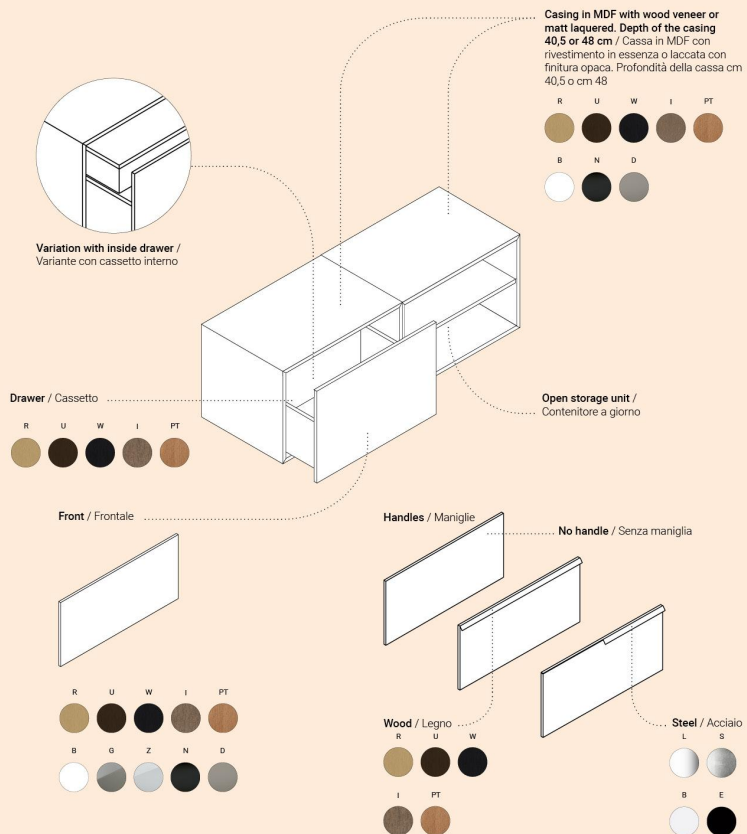 Casing in MDF with wood veneer or
matt laquered. Depth of the casing
40,5 or 48 cm / Cassa in MDF con
rivestimento in essenza o laccata con
finitura opaca. Profondità della cassa cm
40,5 o cm 48
R U W I PT
B N D
Variation with inside drawer /
Variante con cassetto interno
Drawer / Cassetto
R U W I PT
Open storage unit /
Contenitore a giorno
Front / Frontale
R U W I PT
B G Z N D
Handles / Maniglie
No handle / Senza maniglia
Wood / Legno
R U W
I PT
Steel / Acciaio
L S
B E